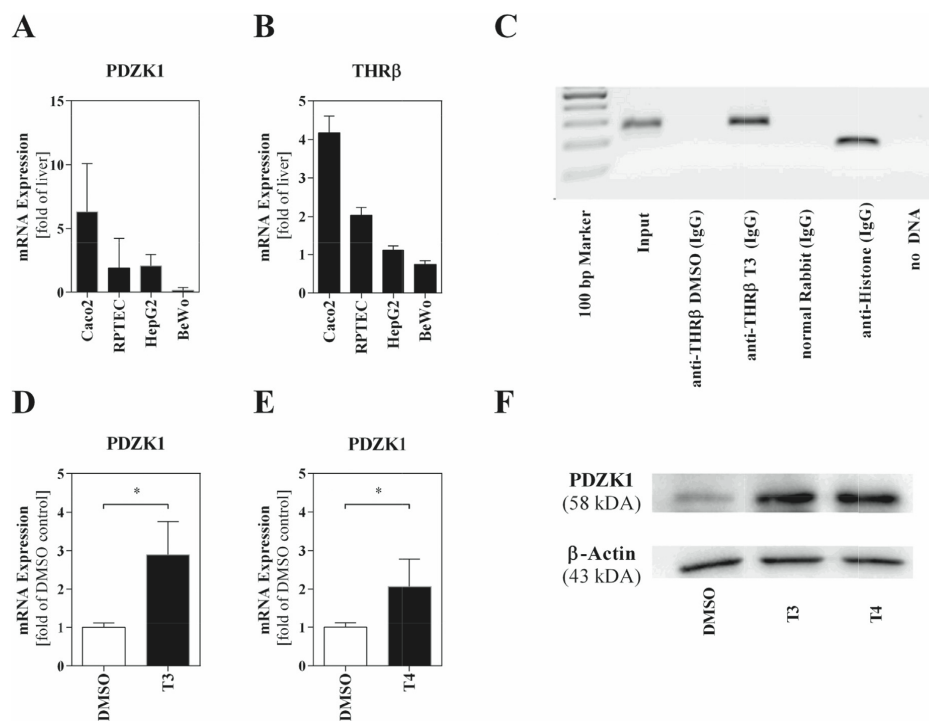 A
PDZK1
mRNA Expression
[fold of liver]
15
10
5
0
Caco2
RPTEC
HepG2
BeWo
B
THRβ
mRNA Expression
[fold of liver]
5
4
3
2
1
0
Caco2
RPTEC
HepG2
BeWo
C
100 bp Marker
Input
anti-THRβ DMSO (IgG)
anti-THRβ T3 (IgG)
normal Rabbit (IgG)
anti-Histone (IgG)
no DNA
D
PDZK1
mRNA Expression
[fold of DMSO control]
5
4
3
2
1
0
*
DMSO
T3
E
PDZK1
mRNA Expression
[fold of DMSO control]
5
4
3
2
1
0
*
DMSO
T4
F
PDZK1
(58 kDA)
β-Actin
(43 kDA)
DMSO
T3
T4